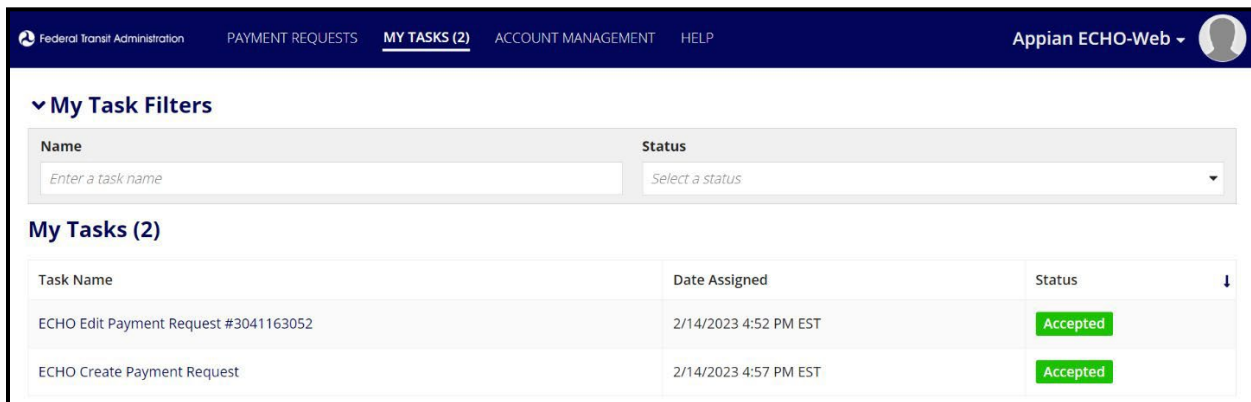 Federal Transit Administration PAYMENT REQUESTS MY TASKS (2) ACCOUNT MANAGEMENT HELP Appian ECHO-Web
My Task Filters
Name Status
Enter a task name Select a status
My Tasks (2)
Task Name Date Assigned Status
ECHO Edit Payment Request #3041163052 2/14/2023 4:52 PM EST Accepted
ECHO Create Payment Request 2/14/2023 4:57 PM EST Accepted